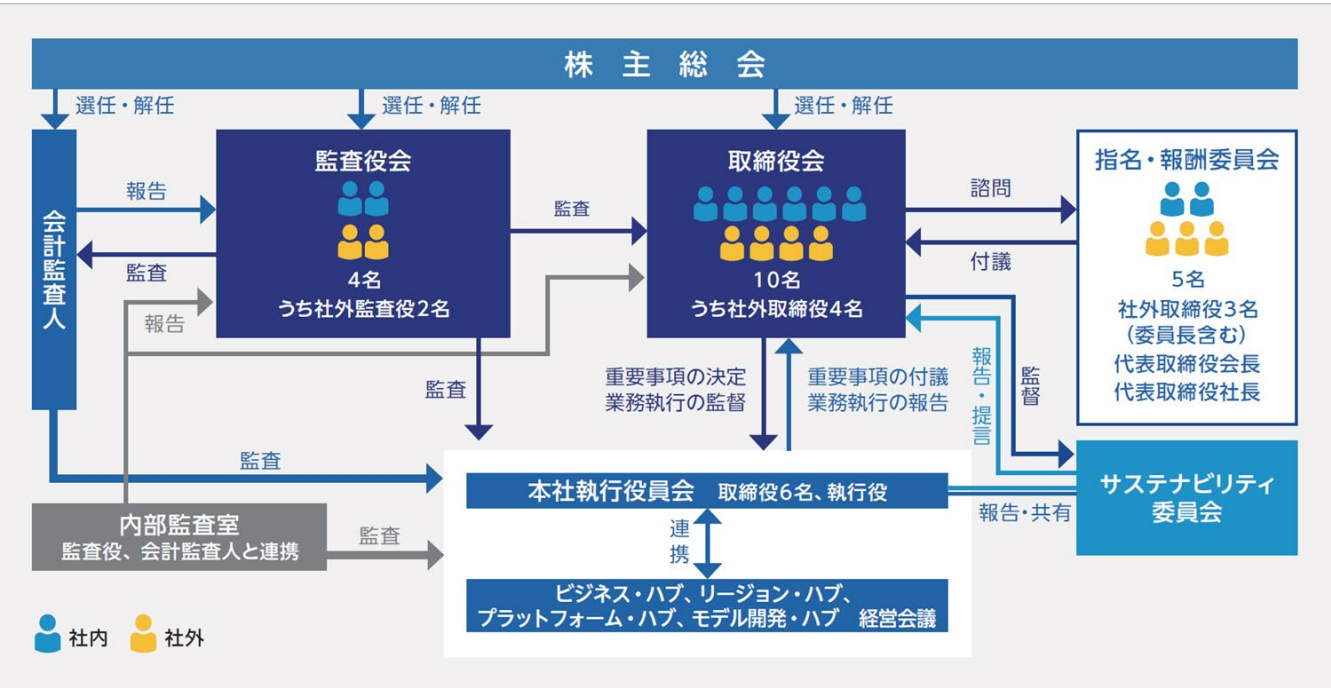 株主総会
選任・解任
選任・解任
選任・解任
会計監査人
報告
監査
監査役会
4名
うち社外監査役2名
監査
取締役会
10名
うち社外取締役4名
諮問
付議
指名・報酬委員会
5名
社外取締役3名
（委員長含む）
代表取締役会長
代表取締役社長
報告
監査
重要事項の決定
業務執行の監督
重要事項の付議
業務執行の報告
報告・提言
監督
監査
本社執行役員会 取締役6名、執行役
報告・共有
サステナビリティ
委員会
内部監査室
監査役、会計監査人と連携
監査
連携
ビジネス・ハブ、リージョン・ハブ、
プラットフォーム・ハブ、モデル開発・ハブ 経営会議
社内
社外